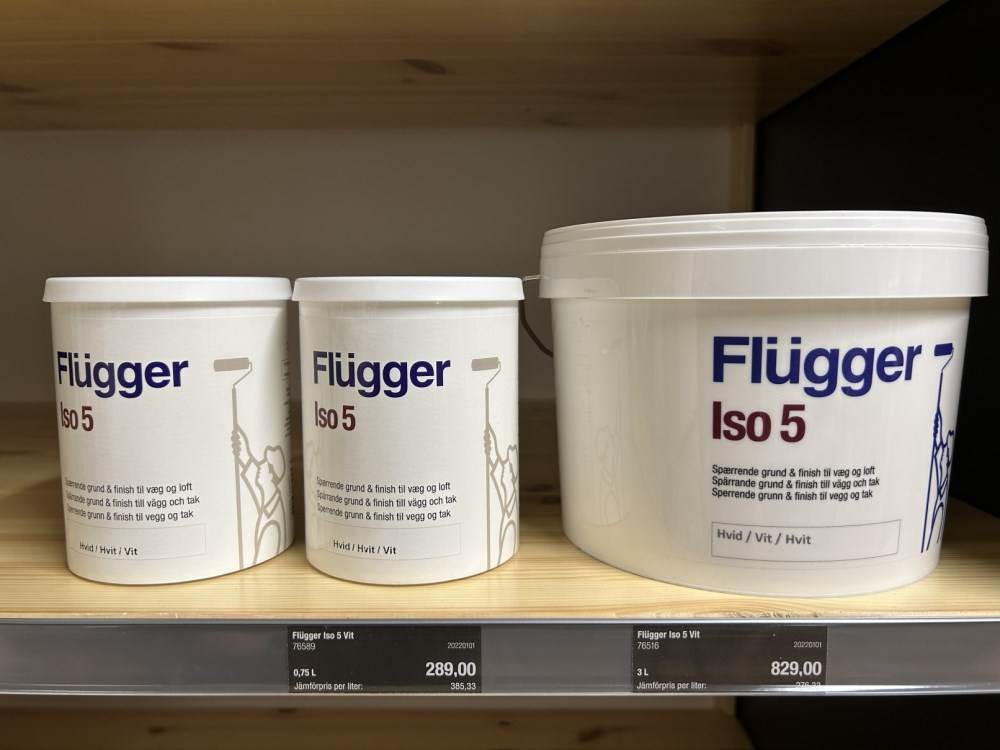 Flügger
Iso 5
Spærrende grund & finish til væg og loft
Spärrande grund & finish till vägg och tak
Sperrende grunn & finish til vegg og tak
Hvid / Hvit / Vit
Flügger
Iso 5
Spærrende grund & finish til væg og loft
Spärrande grund & finish till vägg och tak
Sperrende grunn & finish til vegg og tak
Hvid / Hvit / Vit
Flügger
Iso 5
Spærrende grund & finish til væg og loft
Spärrande grund & finish till vägg och tak
Sperrende grunn & finish til vegg og tak
Hvid / Vit / Hvit
Flügger Iso 5 Vit
76589 20220101
0,75 L 289,00
Jämförpris per liter: 385,33
Flügger Iso 5 Vit
76516 20220101
3 L 829,00
Jämförpris per liter: 276,33